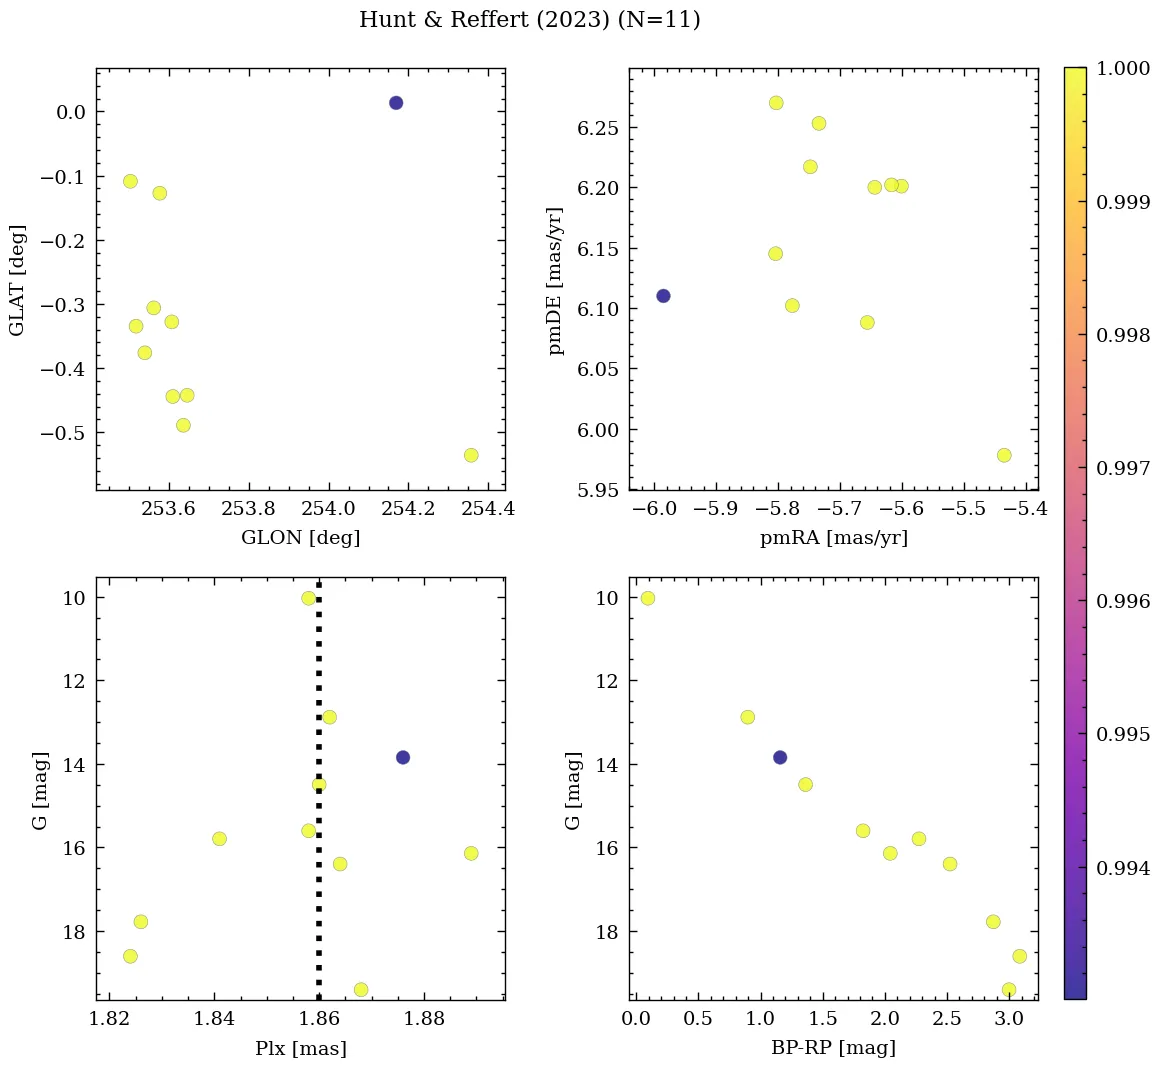 Hunt & Reffert (2023) (N=11)
0.0
−0.1
−0.2
−0.3
−0.4
−0.5
GLAT [deg]
253.6 253.8 254.0 254.2 254.4
GLON [deg]
6.25
6.20
6.15
6.10
6.05
6.00
5.95
pmDE [mas/yr]
−6.0 −5.9 −5.8 −5.7 −5.6 −5.5 −5.4
pmRA [mas/yr]
10
12
14
16
18
G [mag]
1.82 1.84 1.86 1.88
Plx [mas]
10
12
14
16
18
G [mag]
0.0 0.5 1.0 1.5 2.0 2.5 3.0
BP-RP [mag]
1.000
0.999
0.998
0.997
0.996
0.995
0.994